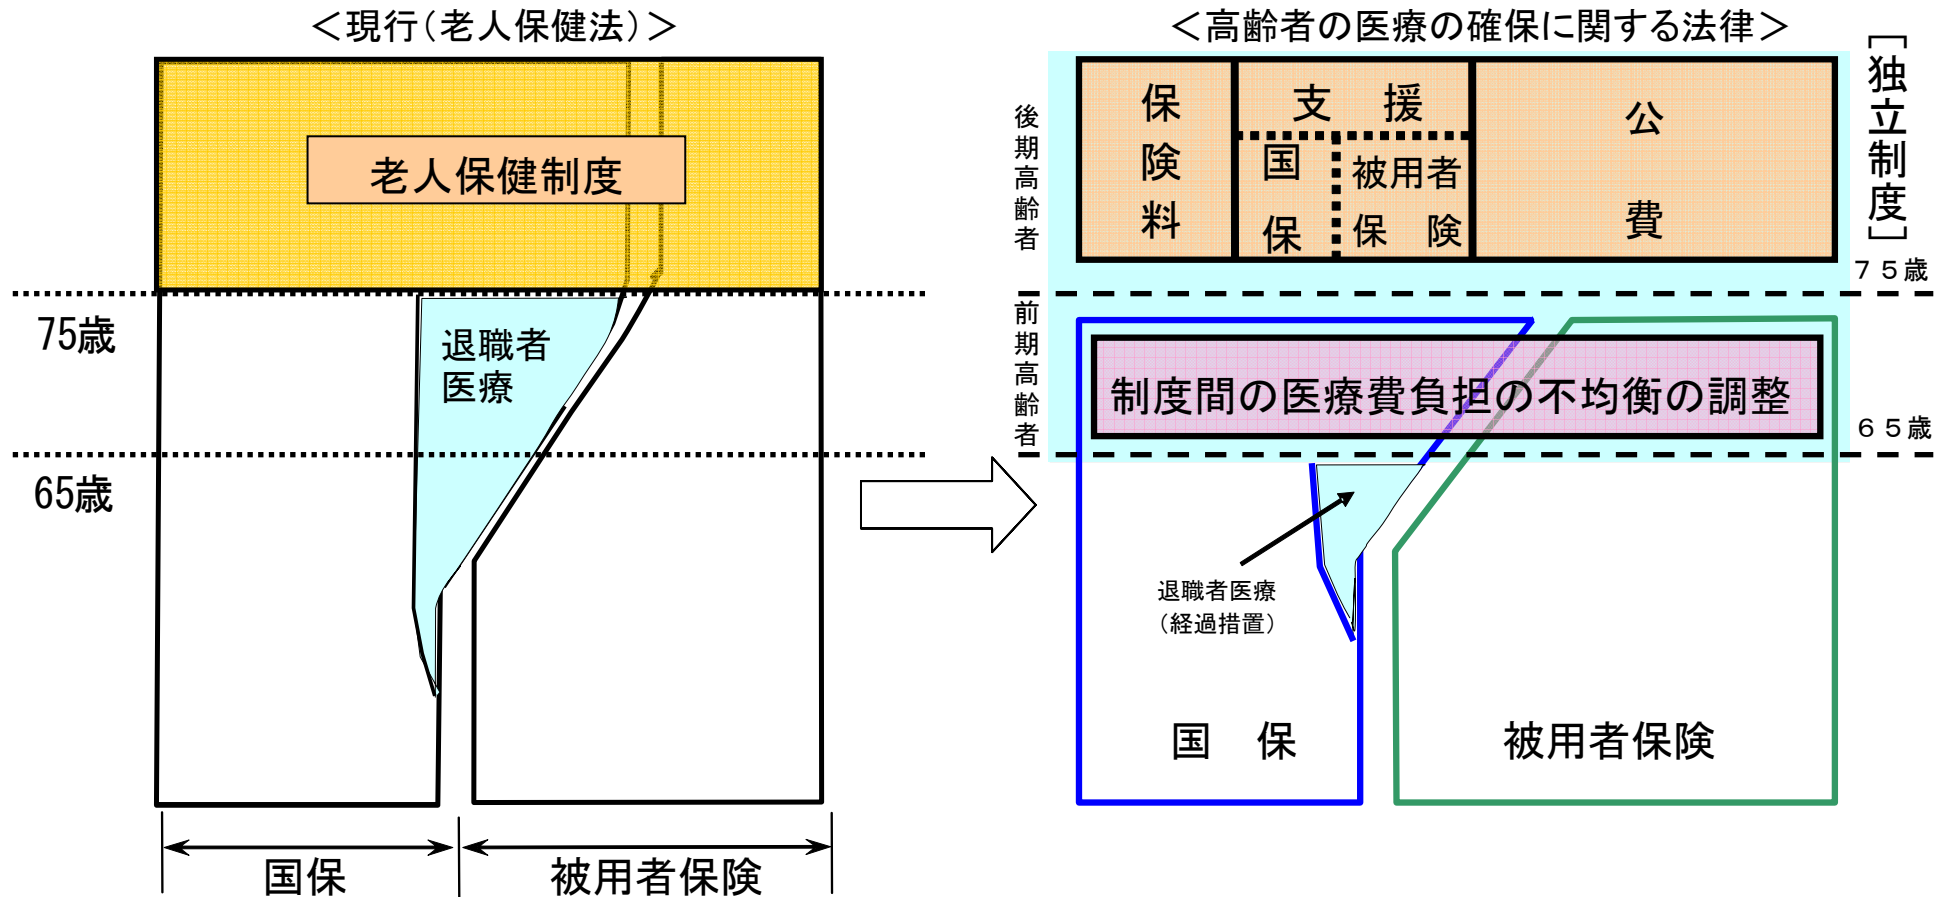 ＜現行（老人保健法）＞
老人保健制度
75歳
退職者
医療
65歳
国保
被用者保険
＜高齢者の医療の確保に関する法律＞
［独立制度］
後期高齢者
保険料
支　援
国保
被用者
保　険
公費
７５歳
前期高齢者
制度間の医療費負担の不均衡の調整
６５歳
退職者医療
（経過措置）
国　保
被用者保険